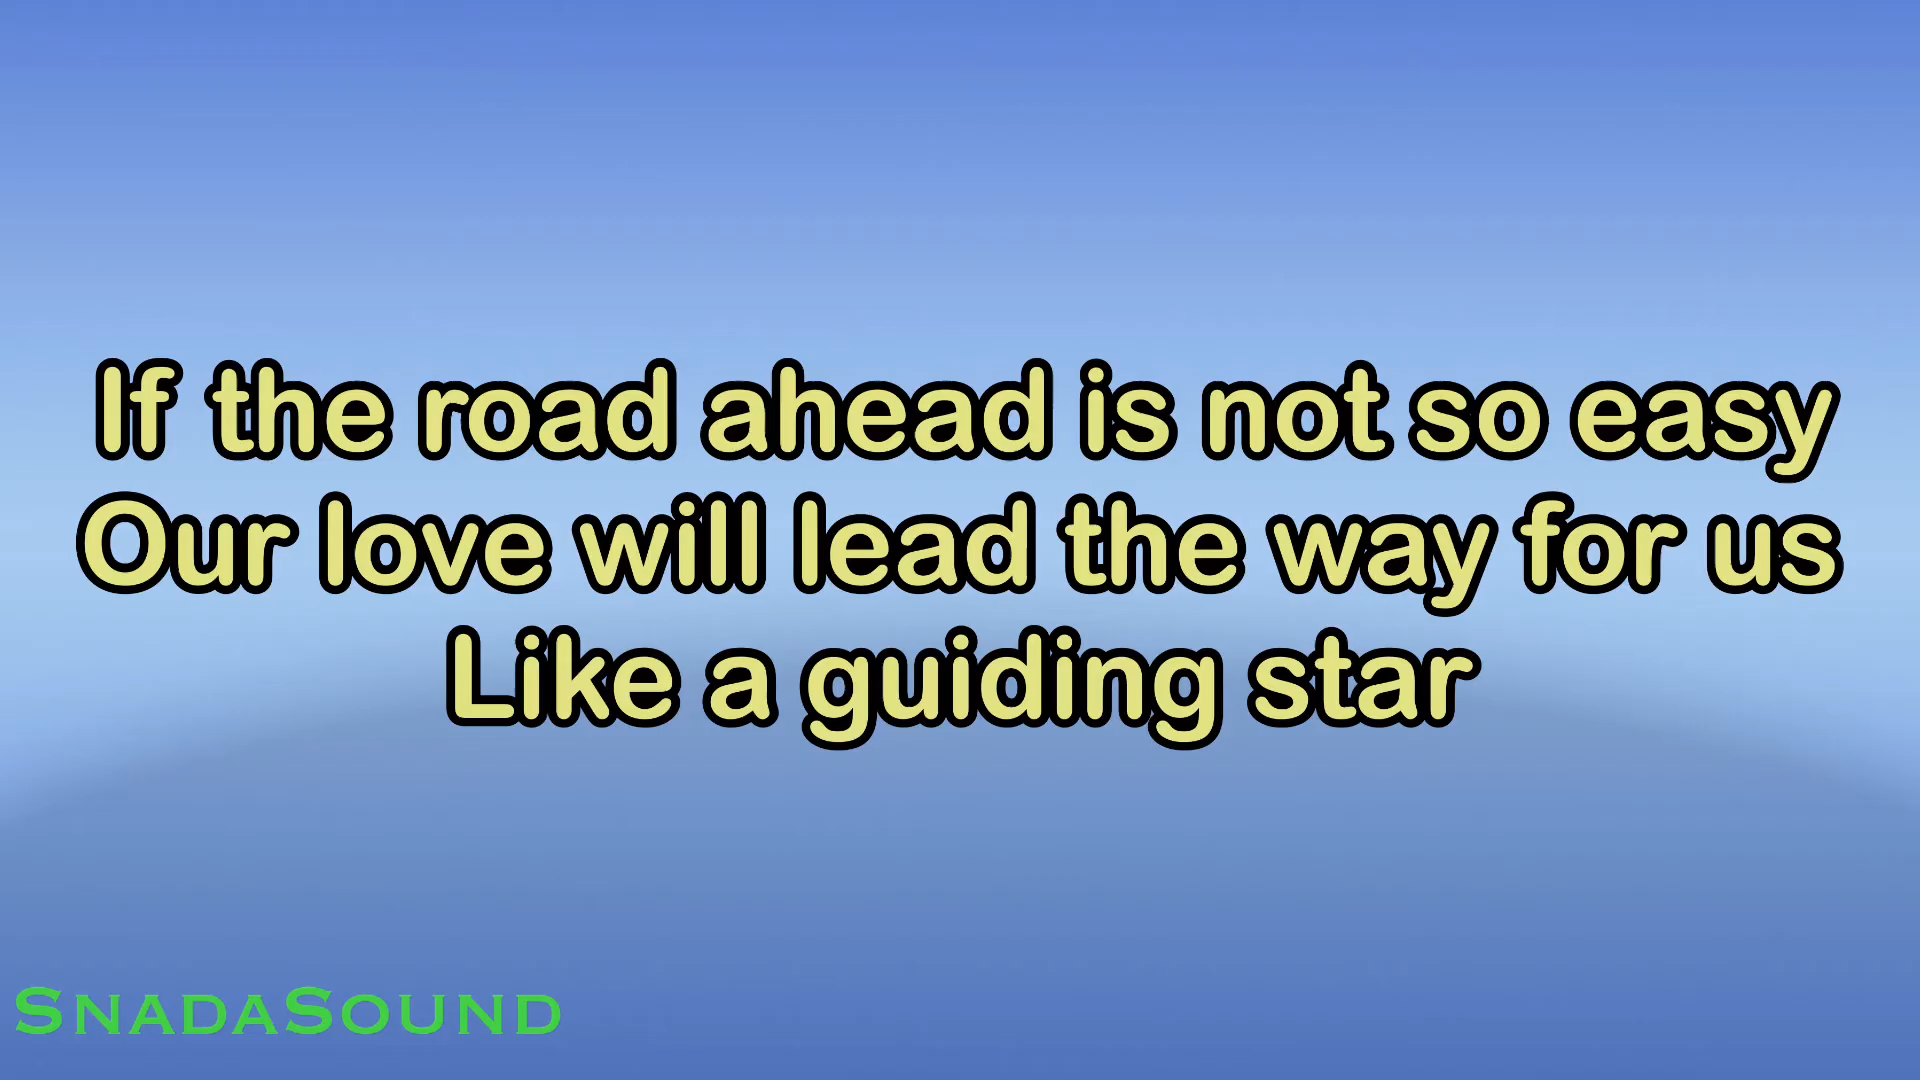 If the road ahead is not so easy
Our love will lead the way for us
Like a guiding star
SnadaSound